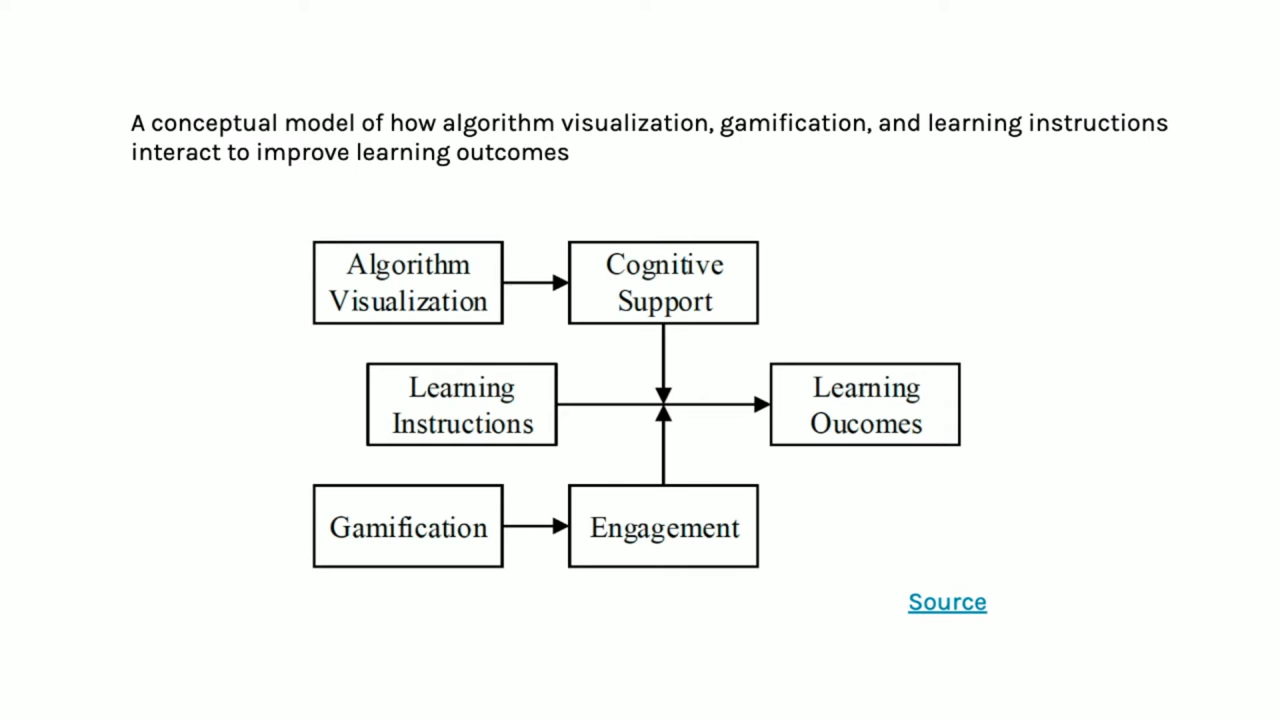 A conceptual model of how algorithm visualization, gamification, and learning instructions
interact to improve learning outcomes
Algorithm
Visualization
Cognitive
Support
Learning
Instructions
Learning
Oucomes
Gamification
Engagement
Source